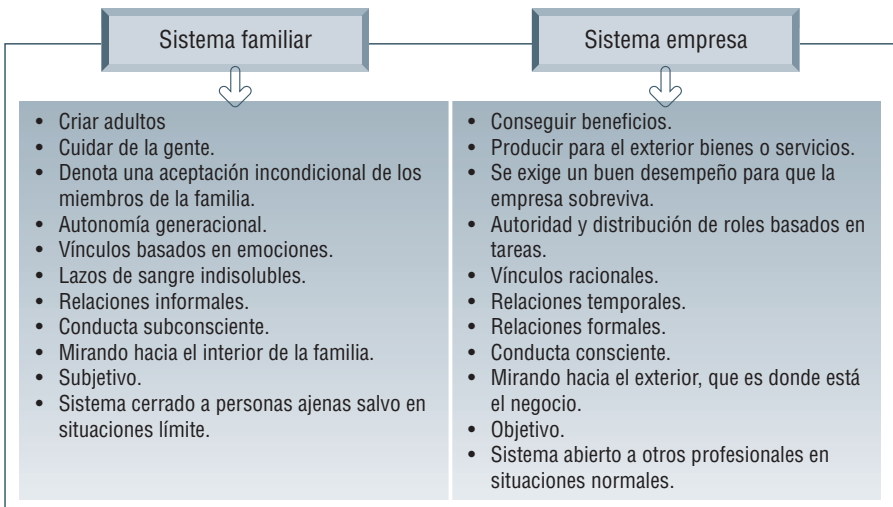 Sistema familiar
• Criar adultos
• Cuidar de la gente.
• Denota una aceptación incondicional de los
miembros de la familia.
• Autonomía generacional.
• Vínculos basados en emociones.
• Lazos de sangre indisolubles.
• Relaciones informales.
• Conducta subconsciente.
• Mirando hacia el interior de la familia.
• Subjetivo.
• Sistema cerrado a personas ajenas salvo en
situaciones límite.
Sistema empresa
• Conseguir beneficios.
• Producir para el exterior bienes o servicios.
• Se exige un buen desempeño para que la
empresa sobreviva.
• Autoridad y distribución de roles basados en
tareas.
• Vínculos racionales.
• Relaciones temporales.
• Relaciones formales.
• Conducta consciente.
• Mirando hacia el exterior, que es donde está
el negocio.
• Objetivo.
• Sistema abierto a otros profesionales en
situaciones normales.